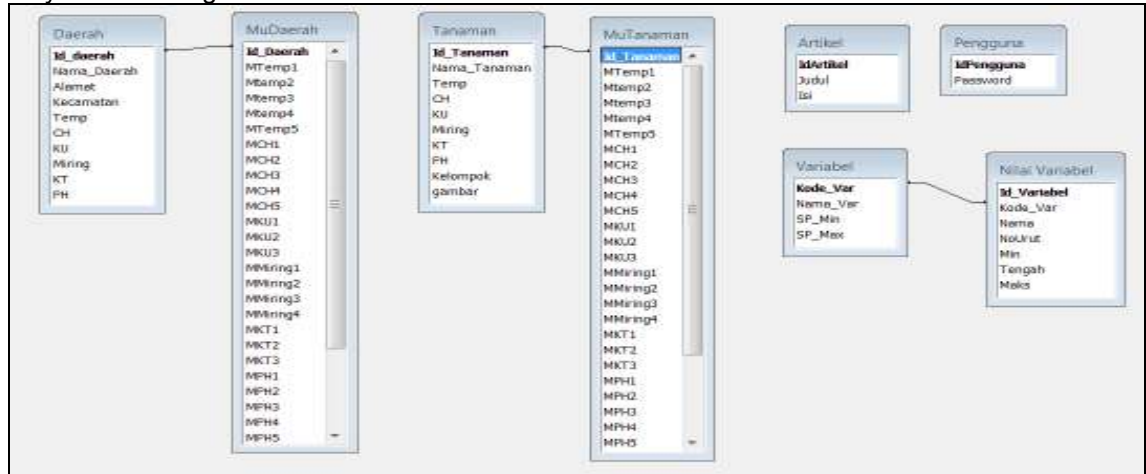 Daerah
Id_daerah
Nama_Daerah
Alamat
Kecamatan
Temp
CH
KU
Miring
KT
PH
MuDaerah
Id_Daerah
MTemp1
Mtemp2
Mtemp3
Mtemp4
MTemp5
MCH1
MCH2
MCH3
MCH4
MCH5
MKU1
MKU2
MKU3
MMiring1
MMiring2
MMiring3
MMiring4
MKT1
MKT2
MKT3
MPH1
MPH2
MPH3
MPH4
MPH5
Tanaman
Id_Tanaman
Nama_Tanaman
Temp
CH
KU
Miring
KT
PH
Kelompok
gambar
MuTanaman
Id_Tanaman
MTemp1
Mtemp2
Mtemp3
Mtemp4
MTemp5
MCH1
MCH2
MCH3
MCH4
MCH5
MKU1
MKU2
MKU3
MMiring1
MMiring2
MMiring3
MMiring4
MKT1
MKT2
MKT3
MPH1
MPH2
MPH3
MPH4
MPH5
Artikel
IdArtikel
Judul
Isi
Pengguna
IdPengguna
Password
Variabel
Kode_Var
Nama_Var
SP_Min
SP_Max
Nilai Variabel
Id_Variabel
Kode_Var
Nama
NoUrut
Min
Tengah
Maks